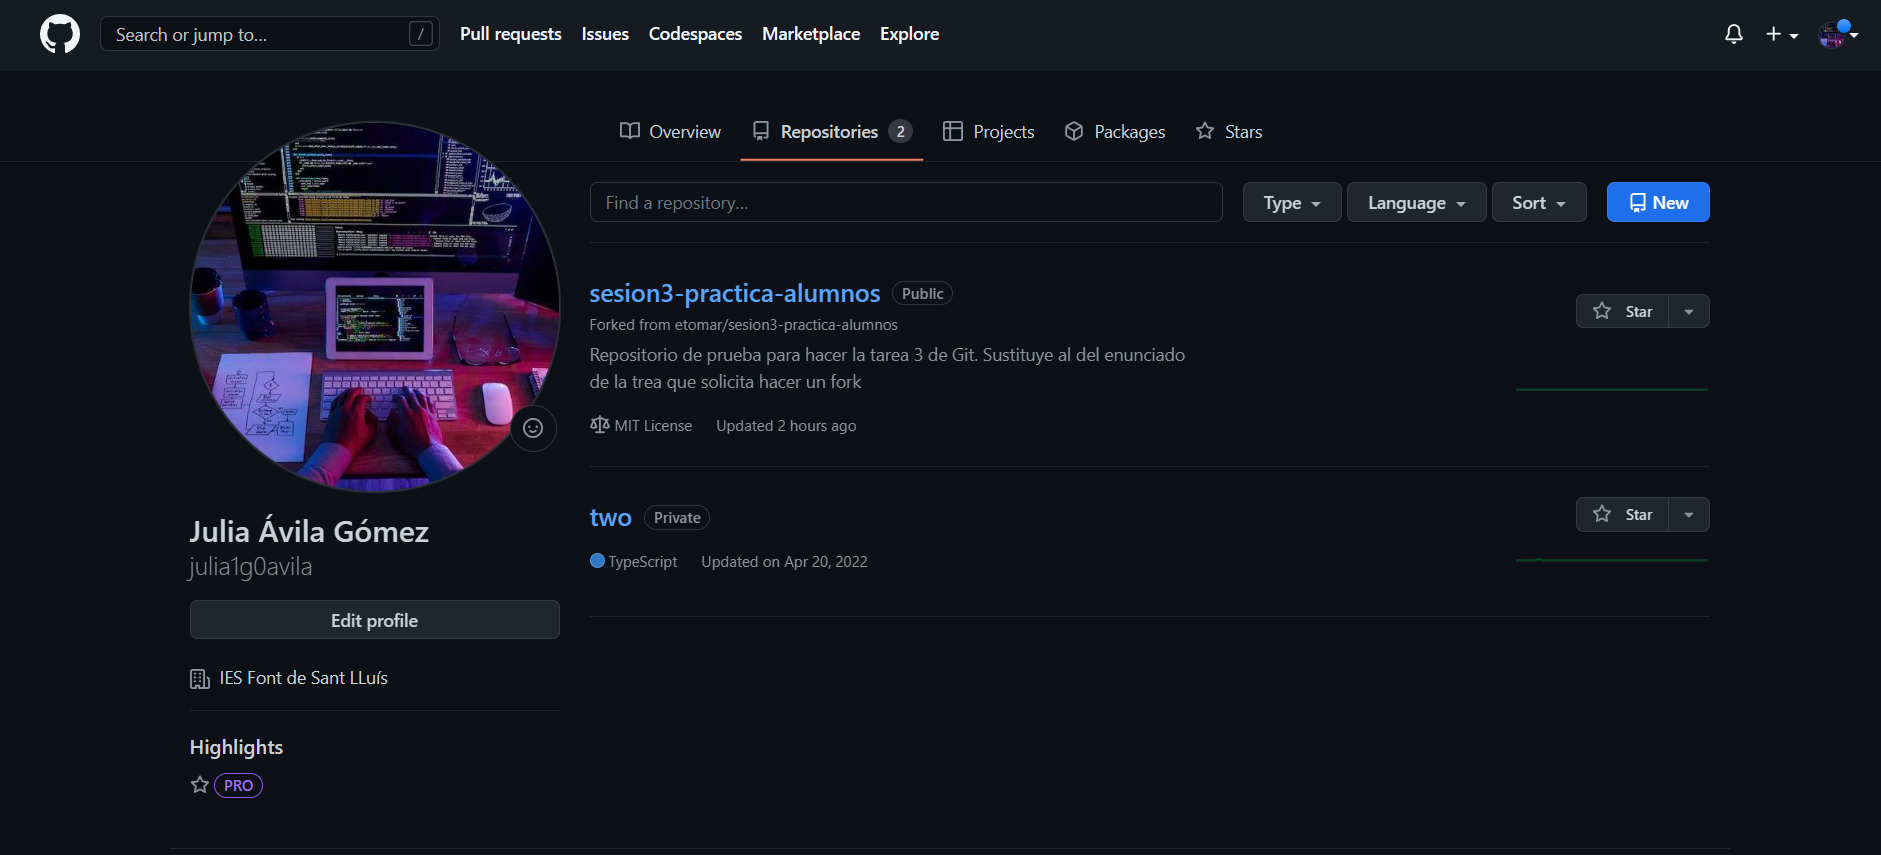 Search or jump to...
/
Pull requests
Issues
Codespaces
Marketplace
Explore
Overview
Repositories 2
Projects
Packages
Stars
Find a repository...
Type
Language
Sort
New
sesion3-practica-alumnos Public
Forked from etomar/sesion3-practica-alumnos
Repositorio de prueba para hacer la tarea 3 de Git. Sustituye al del enunciado
de la trea que solicita hacer un fork
MIT License Updated 2 hours ago
Star
two Private
TypeScript Updated on Apr 20, 2022
Star
Julia Ávila Gómez
julia1g0avila
Edit profile
IES Font de Sant LLuís
Highlights
PRO